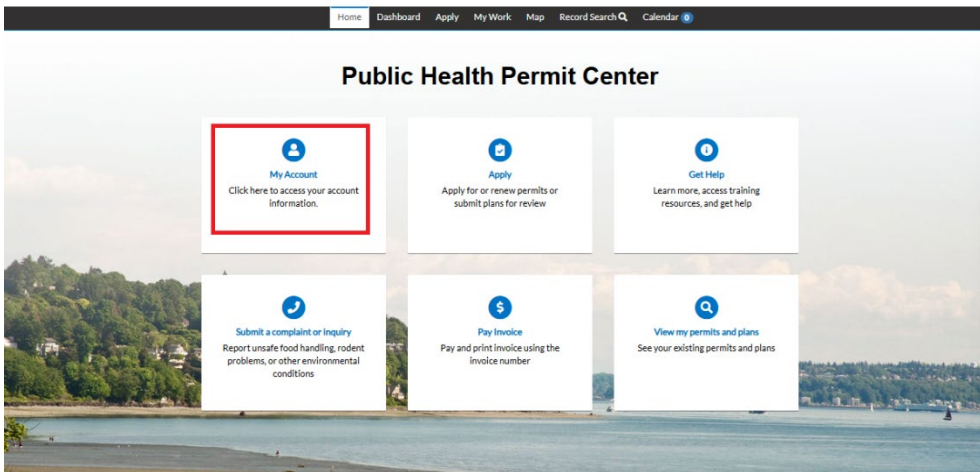 Home Dashboard Apply My Work Map Record Search Calendar 0
Public Health Permit Center
My Account
Click here to access your account
information.
Apply
Apply for or renew permits or
submit plans for review
Get Help
Learn more, access training
resources, and get help
Submit a complaint or inquiry
Report unsafe food handling, rodent
problems, or other environmental
conditions
Pay Invoice
Pay and print invoice using the
invoice number
View my permits and plans
See your existing permits and plans